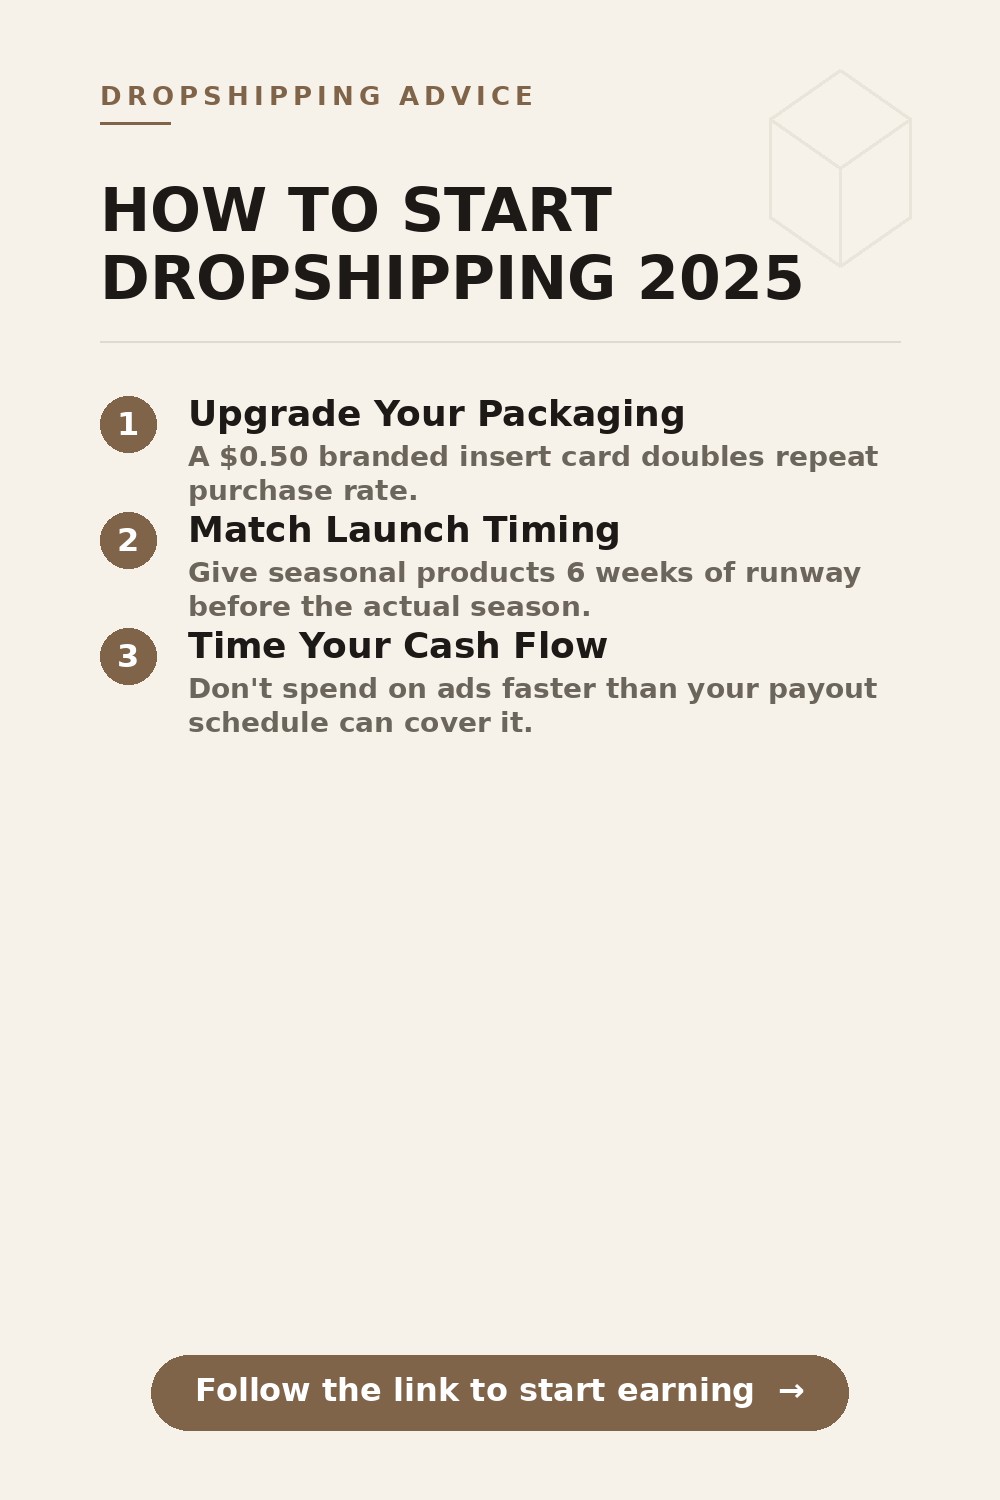 DROPSHIPPING ADVICE
HOW TO START
DROPSHIPPING 2025
1 Upgrade Your Packaging
A $0.50 branded insert card doubles repeat
purchase rate.
2 Match Launch Timing
Give seasonal products 6 weeks of runway
before the actual season.
3 Time Your Cash Flow
Don't spend on ads faster than your payout
schedule can cover it.
Follow the link to start earning →